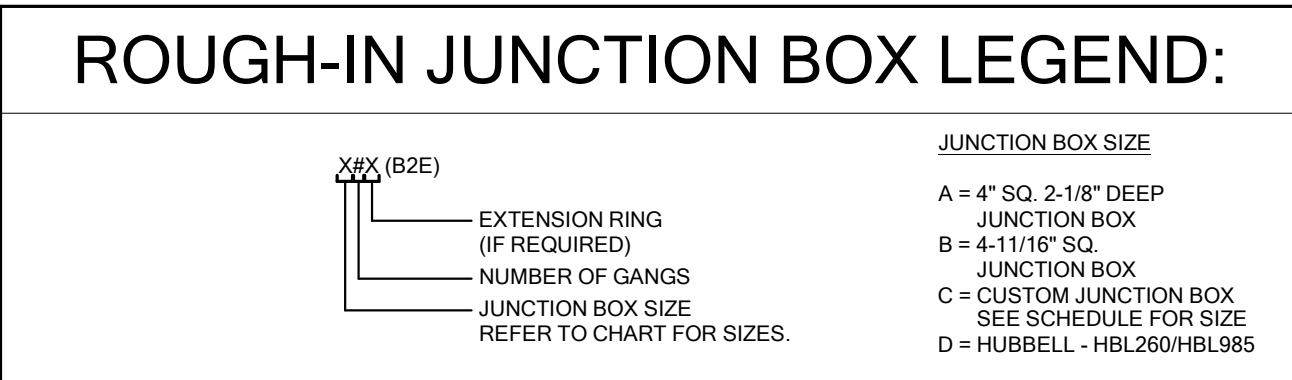 ROUGH-IN JUNCTION BOX LEGEND:
X#X (B2E)
EXTENSION RING
(IF REQUIRED)
NUMBER OF GANGS
JUNCTION BOX SIZE
REFER TO CHART FOR SIZES.
JUNCTION BOX SIZE
A = 4" SQ. 2-1/8" DEEP
JUNCTION BOX
B = 4-11/16" SQ.
JUNCTION BOX
C = CUSTOM JUNCTION BOX
SEE SCHEDULE FOR SIZE
D = HUBBELL - HBL260/HBL985